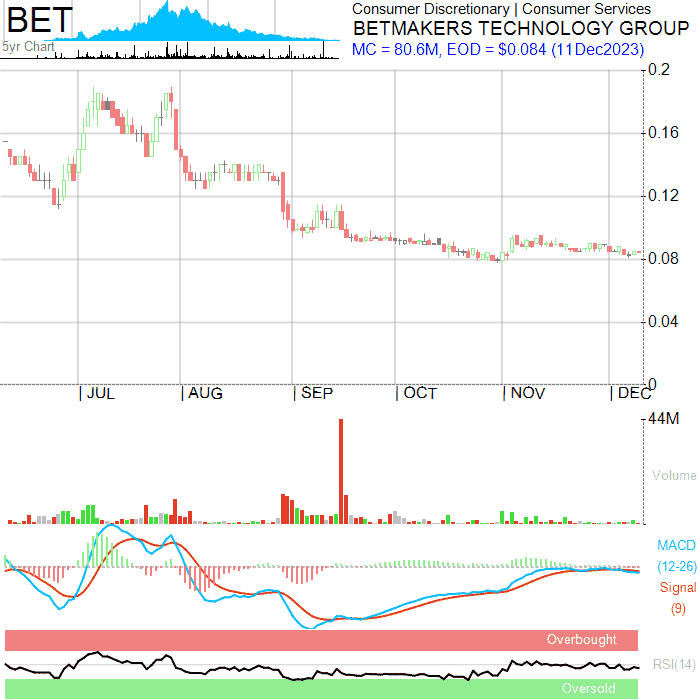 BET
5yr Chart
Consumer Discretionary | Consumer Services
BETMAKERS TECHNOLOGY GROUP
MC = 80.6M, EOD = $0.084 (11Dec2023)
0.2
0.16
0.12
0.08
0.04
0
| JUL | AUG | SEP | OCT | NOV | DEC
44M
Volume
MACD
(12-26)
Signal
(9)
Overbought
RSI(14)
Oversold